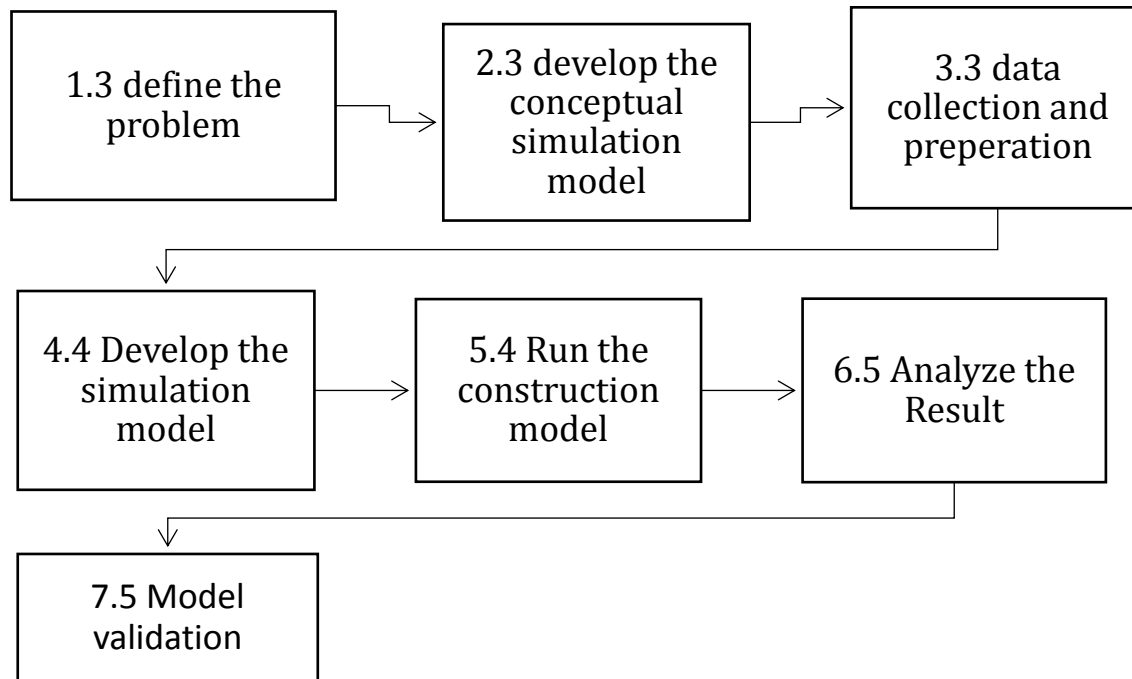 1.3 define the
problem
2.3 develop the
conceptual
simulation
model
3.3 data
collection and
preperation
4.4 Develop the
simulation
model
5.4 Run the
construction
model
6.5 Analyze the
Result
7.5 Model
validation